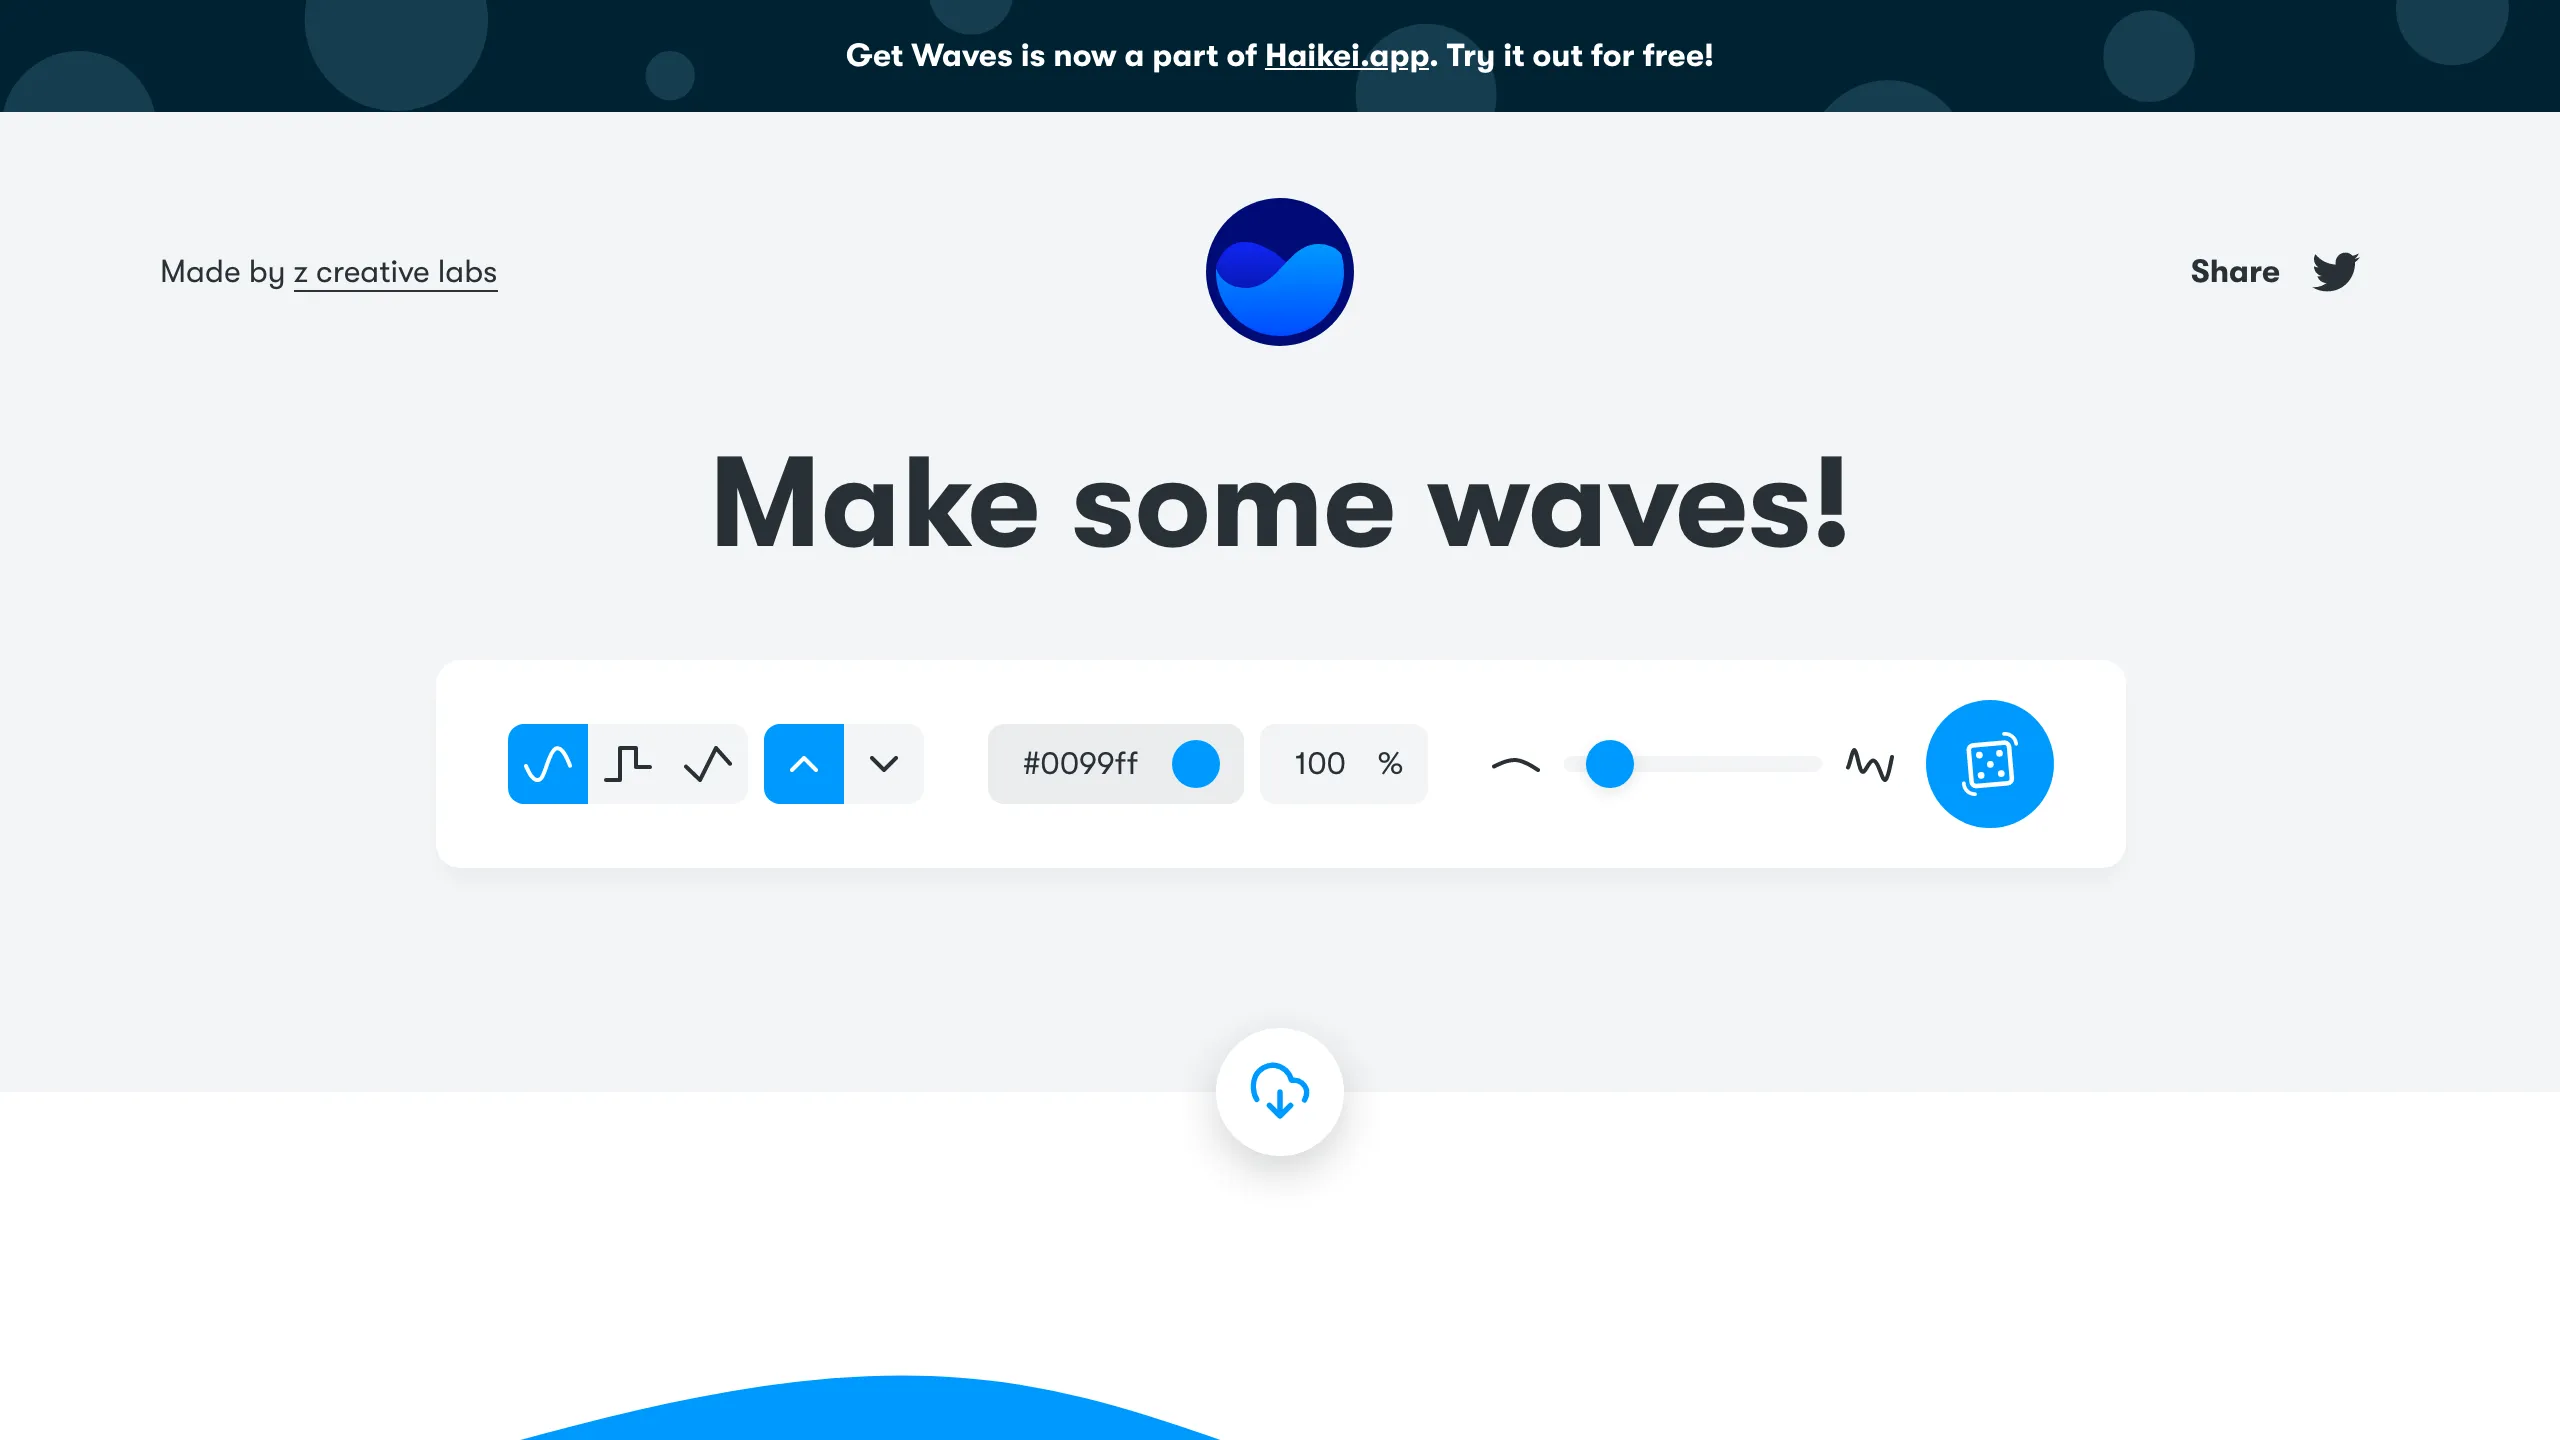 Get Waves is now a part of Haikei.app. Try it out for free!
Made by z creative labs
Share
Make some waves!
#0099ff
100 %